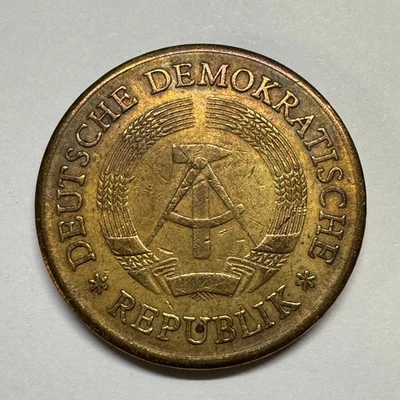 DEUTSCHE DEMOKRATISCHE
* REPUBLIK *